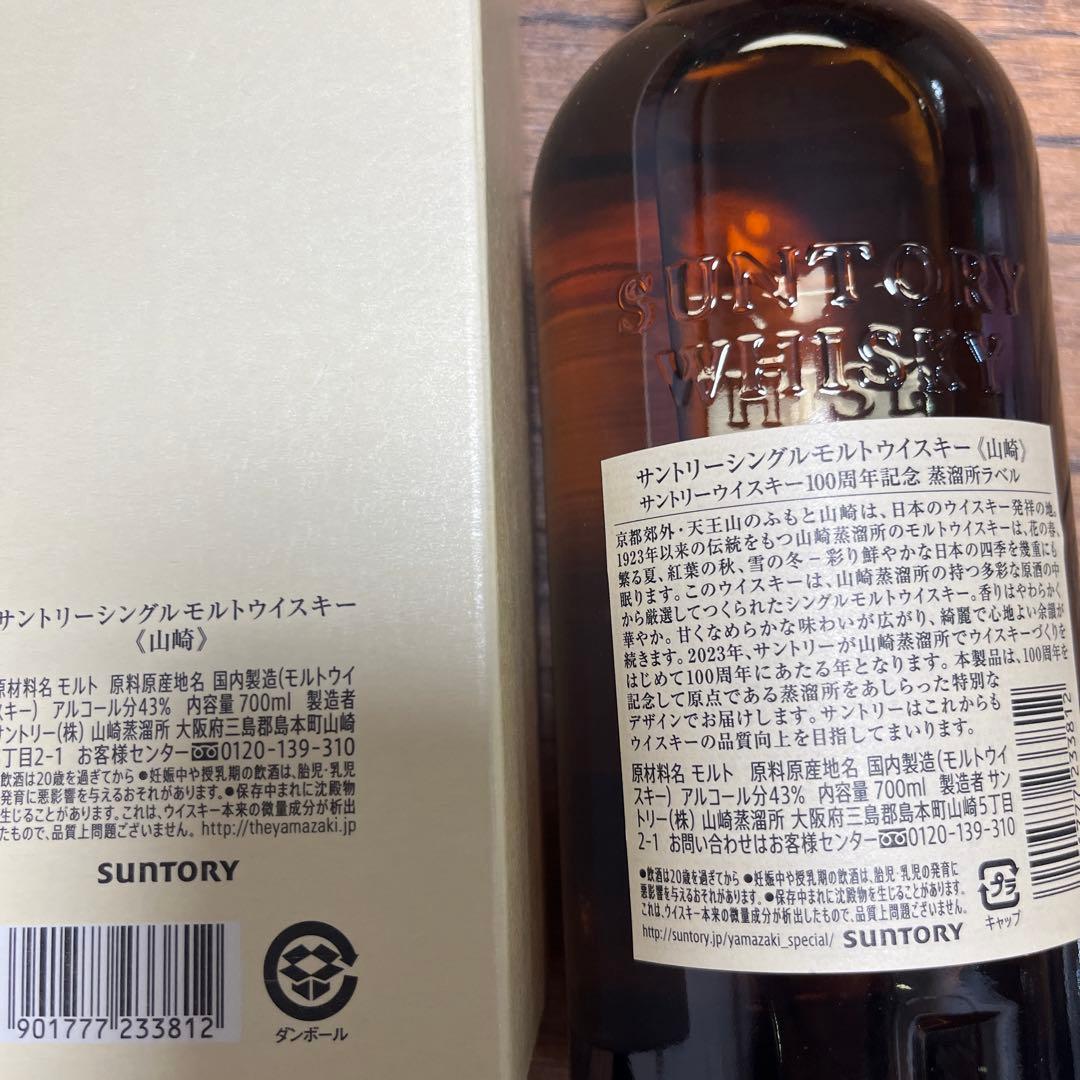 サントリーシングルモルトウイスキー
《山崎》
原材料名 モルト 原料原産地名 国内製造(モルトウイ
スキー) アルコール分43% 内容量 700ml 製造者
サントリー(株) 山崎蒸溜所 大阪府三島郡島本町山崎
丁目2-1 お客様センター 0120-139-310
飲酒は20歳を過ぎてから ●妊娠中や授乳期の飲酒は、胎児・乳児
発育に悪影響を与えるおそれがあります。●保存中まれに沈殿物
生じることがあります。これは、ウイスキー本来の微量成分が析出
たもので、品質上問題ございません。 http://theyamazaki.jp
SUNTORY
901777 233812
ダンボール
SUNTORY
WHISKY
サントリーシングルモルトウイスキー《山崎》
サントリーウイスキー100周年記念 蒸溜所ラベル
京都郊外・天王山のふもと山崎は、日本のウイスキー発祥の地。
1923年以来の伝統をもつ山崎蒸溜所のモルトウイスキーは、花の春、
繁る夏、紅葉の秋、雪の冬－彩り鮮やかな日本の四季を幾重にも
眠ります。このウイスキーは、山崎蒸溜所の持つ多彩な原酒の中
から厳選してつくられたシングルモルトウイスキー。香りはやわらかく
華やか。甘くなめらかな味わいが広がり、綺麗で心地よい余韻が
続きます。2023年、サントリーが山崎蒸溜所でウイスキーづくりを
はじめて100周年にあたる年となります。本製品は、100周年を
記念して原点である蒸溜所をあしらった特別な
デザインでお届けします。サントリーはこれからも
ウイスキーの品質向上を目指してまいります。
原材料名 モルト 原料原産地名 国内製造(モルトウイ
スキー) アルコール分43% 内容量 700ml 製造者 サン
トリー(株) 山崎蒸溜所 大阪府三島郡島本町山崎5丁目
2-1 お問い合わせはお客様センター 0120-139-310
●飲酒は20歳を過ぎてから ●妊娠中や授乳期の飲酒は、胎児・乳児の発育に
悪影響を与えるおそれがあります。●保存中まれに沈殿物を生じることがあります。
これは、ウイスキー本来の微量成分が析出したもので、品質上問題ございません。
http://suntory.jp/yamazaki_special/ SUNTORY
プラ
キャップ
777 233812